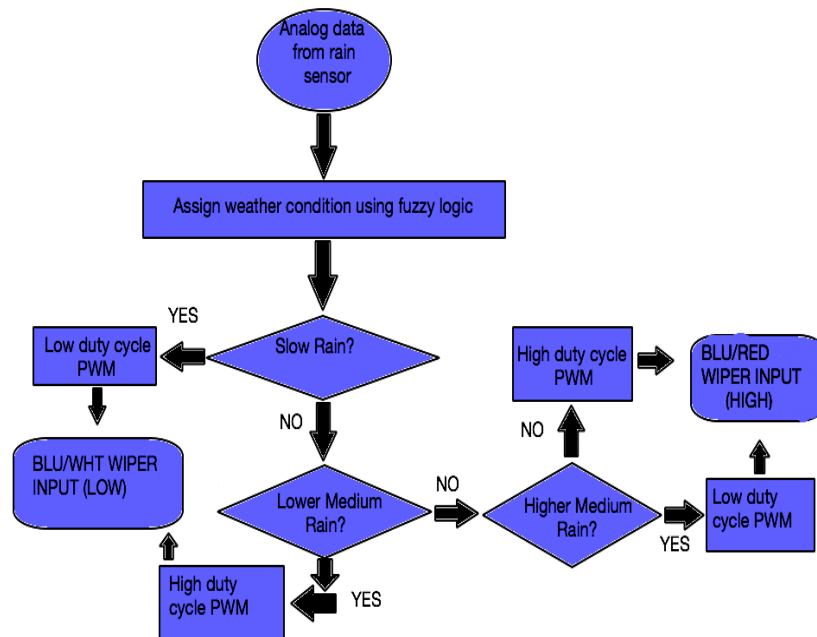 Analog data
from rain
sensor
Assign weather condition using fuzzy logic
YES
Slow Rain?
Low duty cycle
PWM
NO
BLU/WHT WIPER
INPUT (LOW)
Lower Medium
Rain?
YES
High duty
cycle PWM
NO
Higher Medium
Rain?
NO
High duty cycle
PWM
BLU/RED
WIPER INPUT
(HIGH)
YES
Low duty
cycle PWM